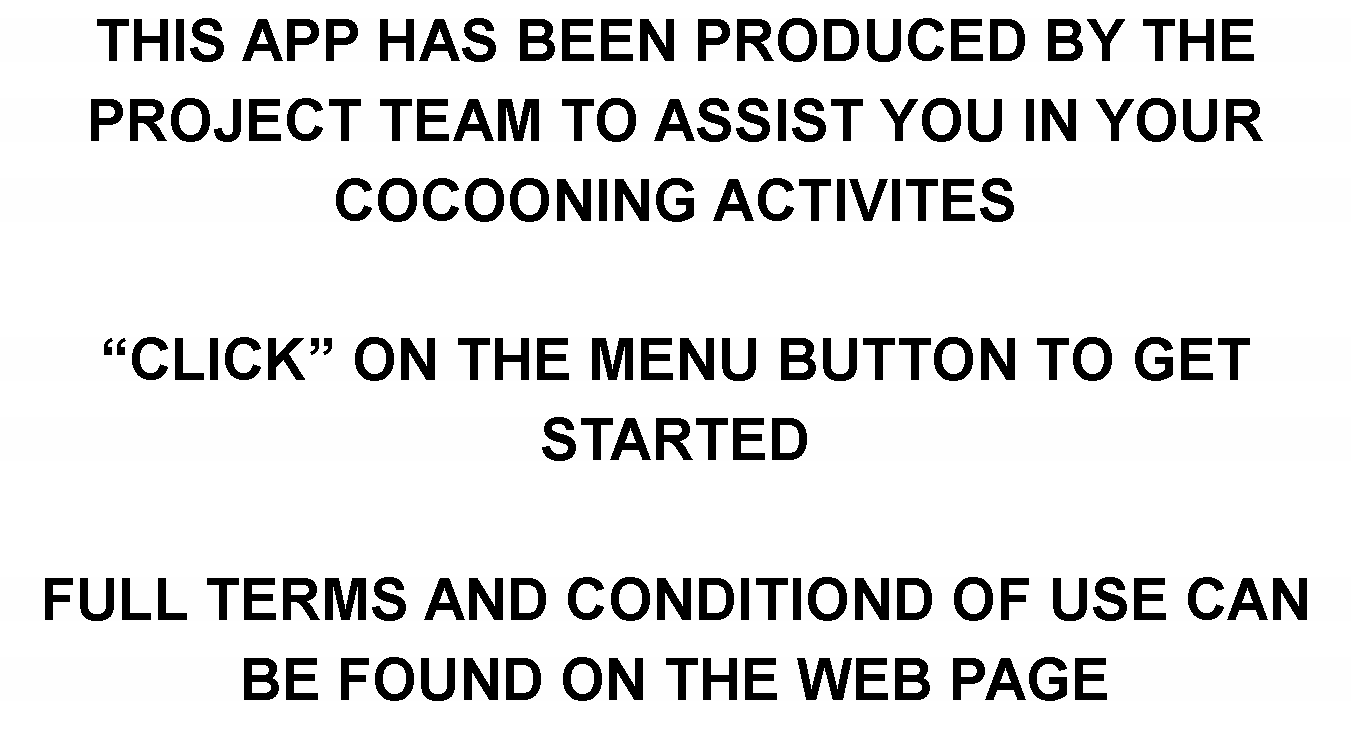 THIS APP HAS BEEN PRODUCED BY THE
PROJECT TEAM TO ASSIST YOU IN YOUR
COCOONING ACTIVITES
“CLICK” ON THE MENU BUTTON TO GET
STARTED
FULL TERMS AND CONDITIOND OF USE CAN
BE FOUND ON THE WEB PAGE